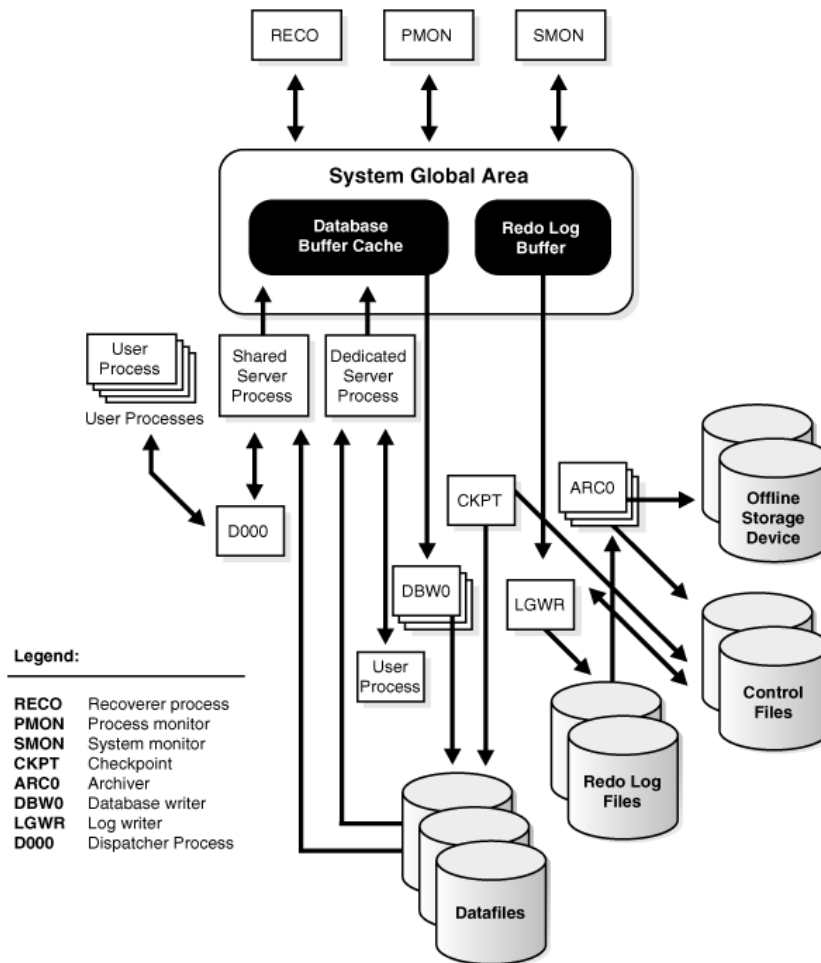 RECO
PMON
SMON
System Global Area
Database
Buffer Cache
Redo Log
Buffer
User
Process
User Processes
Shared
Server
Process
Dedicated
Server
Process
CKPT
ARC0
Offline
Storage
Device
D000
DBW0
LGWR
User
Process
Control
Files
Redo Log
Files
Datafiles
Legend:
RECO Recoverer process
PMON Process monitor
SMON System monitor
CKPT Checkpoint
ARC0 Archiver
DBW0 Database writer
LGWR Log writer
D000 Dispatcher Process